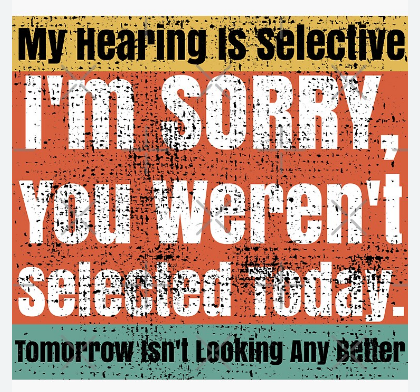 My Hearing Is Selective
I'm SORRY,
You Weren't
Selected Today.
Tomorrow Isn't Looking Any Better